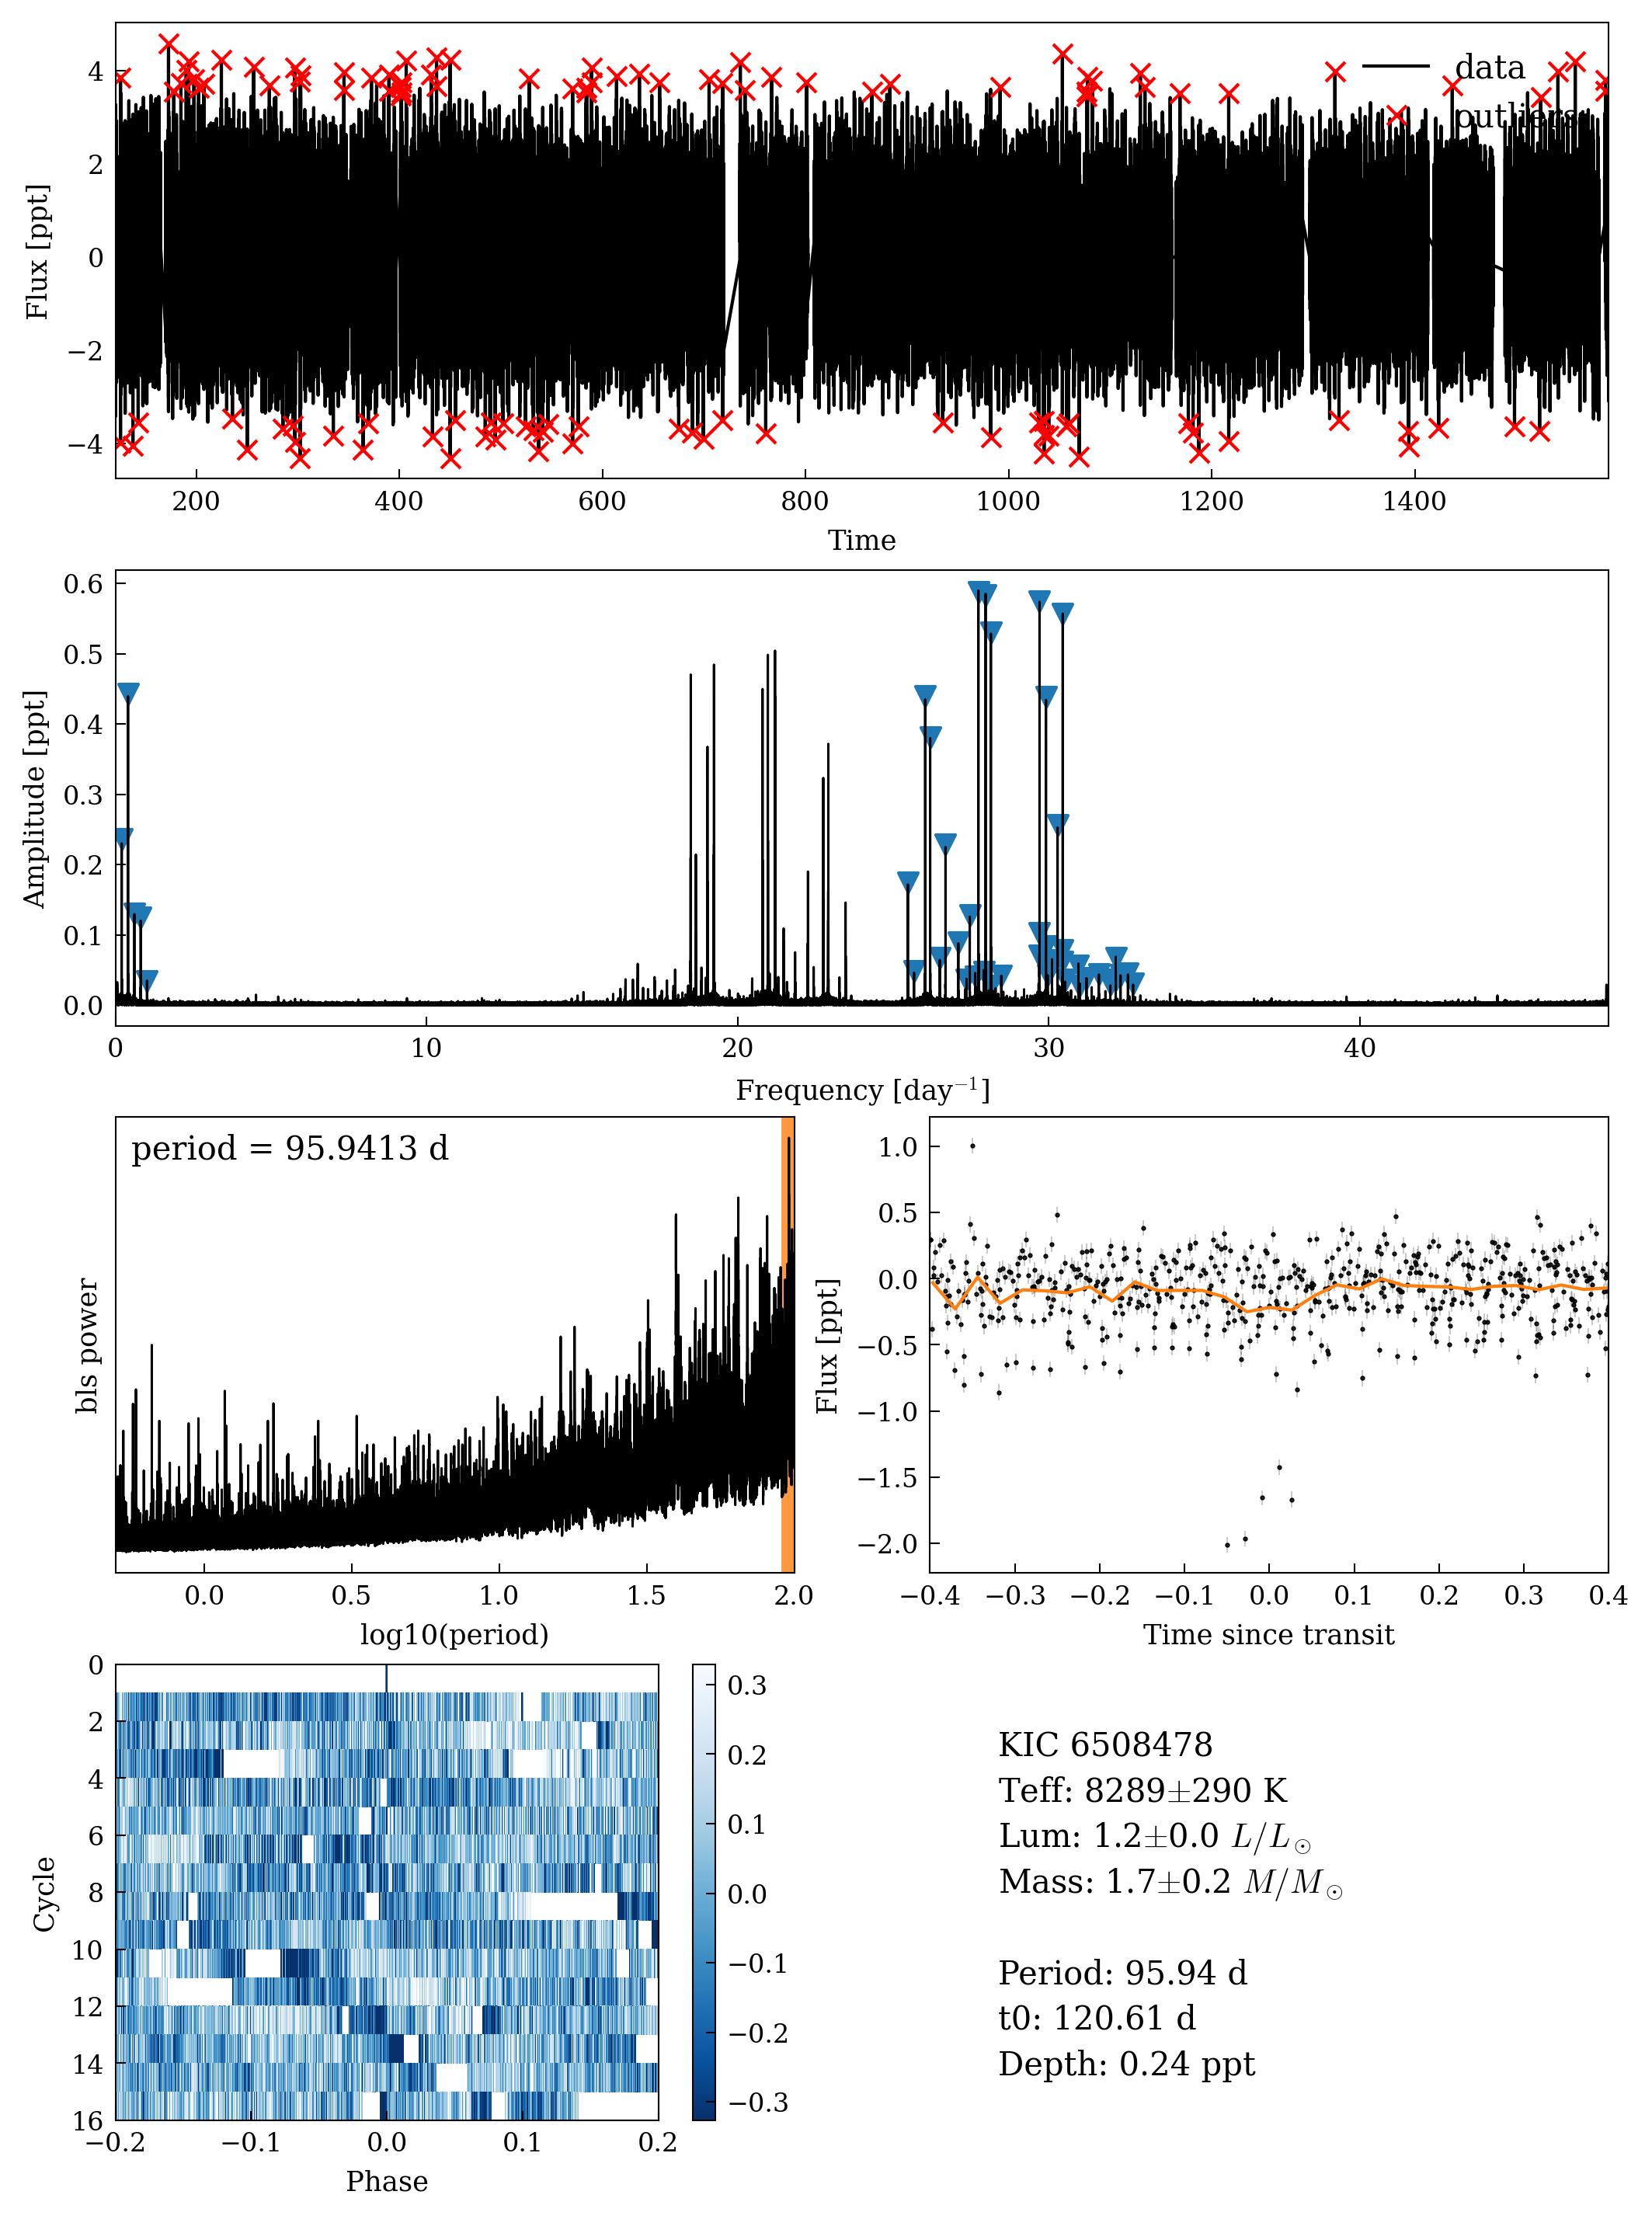 data
outliers
Flux [ppt]
4
2
0
−2
−4
200 400 600 800 1000 1200 1400
Time
Amplitude [ppt]
0.6
0.5
0.4
0.3
0.2
0.1
0.0
0 10 20 30 40
Frequency [day⁻¹]
period = 95.9413 d
bls power
0.0 0.5 1.0 1.5 2.0
log10(period)
Flux [ppt]
1.0
0.5
0.0
−0.5
−1.0
−1.5
−2.0
−0.4 −0.3 −0.2 −0.1 0.0 0.1 0.2 0.3 0.4
Time since transit
Cycle
0
2
4
6
8
10
12
14
16
−0.2 −0.1 0.0 0.1 0.2
Phase
0.3
0.2
0.1
0.0
−0.1
−0.2
−0.3
KIC 6508478
Teff: 8289±290 K
Lum: 1.2±0.0 L/L⊙
Mass: 1.7±0.2 M/M⊙
Period: 95.94 d
t0: 120.61 d
Depth: 0.24 ppt